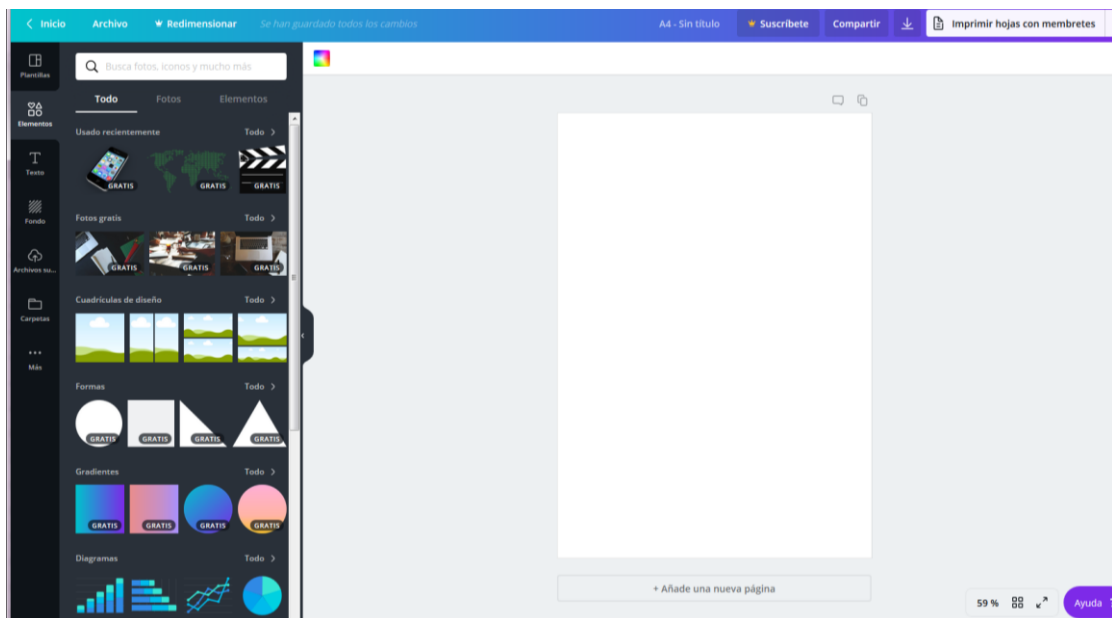 Inicio Archivo Redimensionar Se han guardado todos los cambios A4 - Sin título Suscríbete Compartir Imprimir hojas con membretes
Plantillas
Elementos
Texto
Fondo
Archivos su...
Carpetas
Más
Busca fotos, iconos y mucho más
Todo Fotos Elementos
Usado recientemente Todo
GRATIS GRATIS GRATIS
Fotos gratis Todo
GRATIS GRATIS GRATIS
Cuadrículas de diseño Todo
Formas Todo
GRATIS GRATIS GRATIS GRATIS
Gradientes Todo
GRATIS GRATIS GRATIS GRATIS
Diagramas Todo
+ Añade una nueva página
59 % Ayuda ?